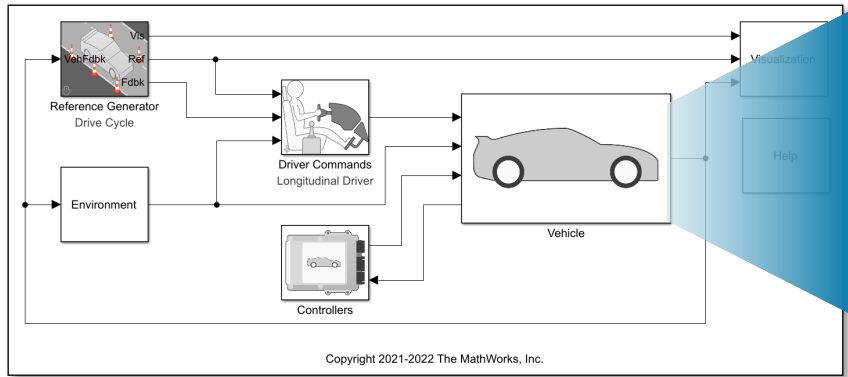 Vis
VehFdbk
Ref
Fdbk
Reference Generator
Drive Cycle
Visualization
Driver Commands
Longitudinal Driver
Help
Environment
Vehicle
Controllers
Copyright 2021-2022 The MathWorks, Inc.